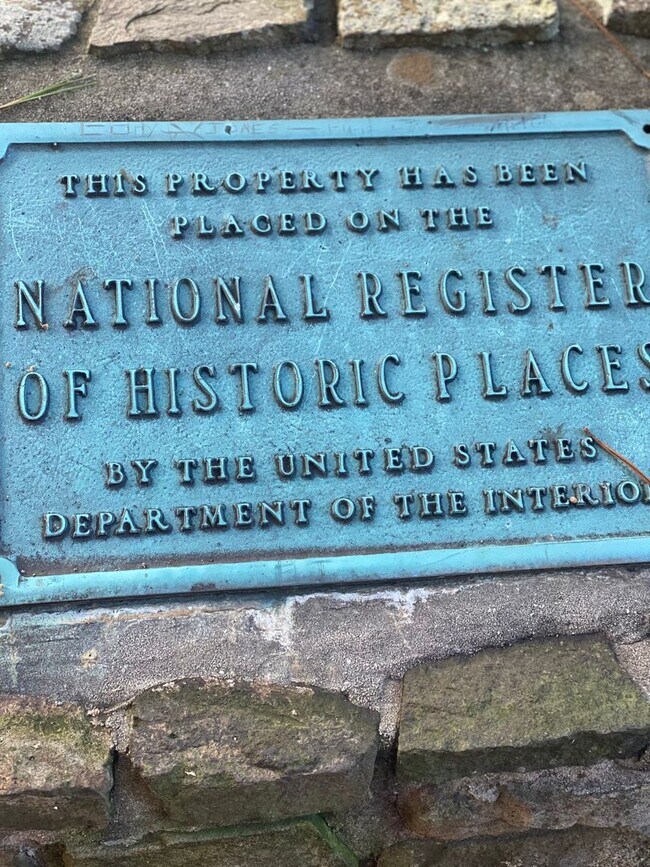 THIS PROPERTY HAS BEEN
PLACED ON THE
NATIONAL REGISTER
OF HISTORIC PLACES
BY THE UNITED STATES
DEPARTMENT OF THE INTERIOR